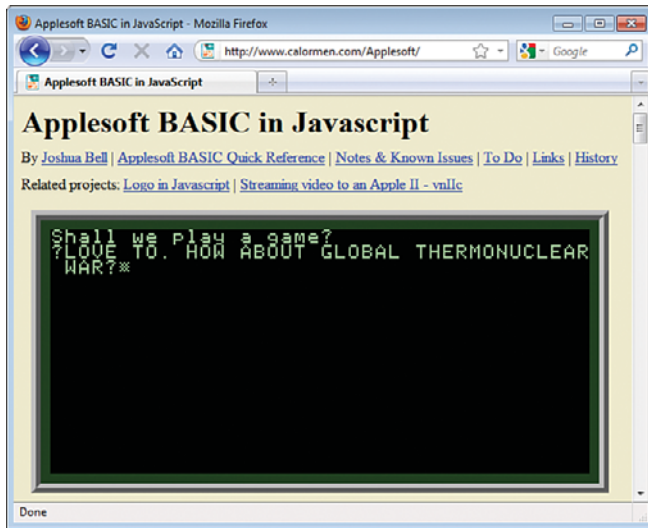 Applesoft BASIC in JavaScript - Mozilla Firefox
http://www.calormen.com/Applesoft/
Google
Applesoft BASIC in JavaScript
Applesoft BASIC in Javascript
By Joshua Bell | Applesoft BASIC Quick Reference | Notes & Known Issues | To Do | Links | History
Related projects: Logo in Javascript | Streaming video to an Apple II - vnIIc
Shall we play a game?
?LOVE TO. HOW ABOUT GLOBAL THERMONUCLEAR
WAR?
Done